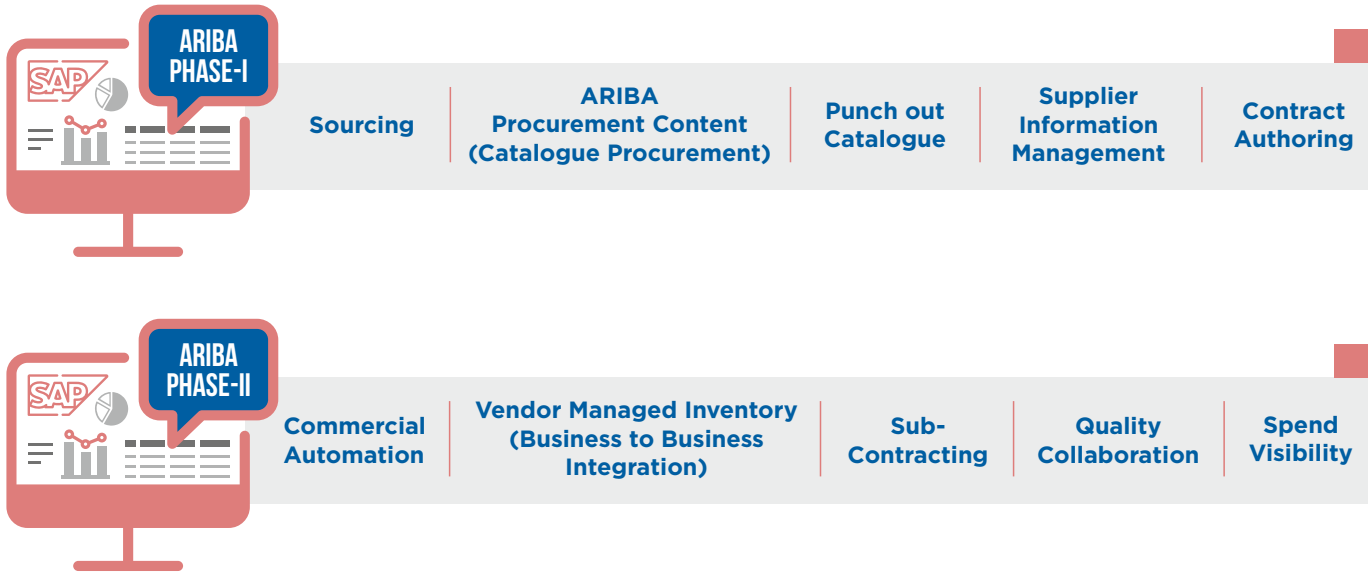 ARIBA
PHASE-I
SAP
Sourcing
ARIBA
Procurement Content
(Catalogue Procurement)
Punch out
Catalogue
Supplier
Information
Management
Contract
Authoring
ARIBA
PHASE-II
SAP
Commercial
Automation
Vendor Managed Inventory
(Business to Business
Integration)
Sub-
Contracting
Quality
Collaboration
Spend
Visibility